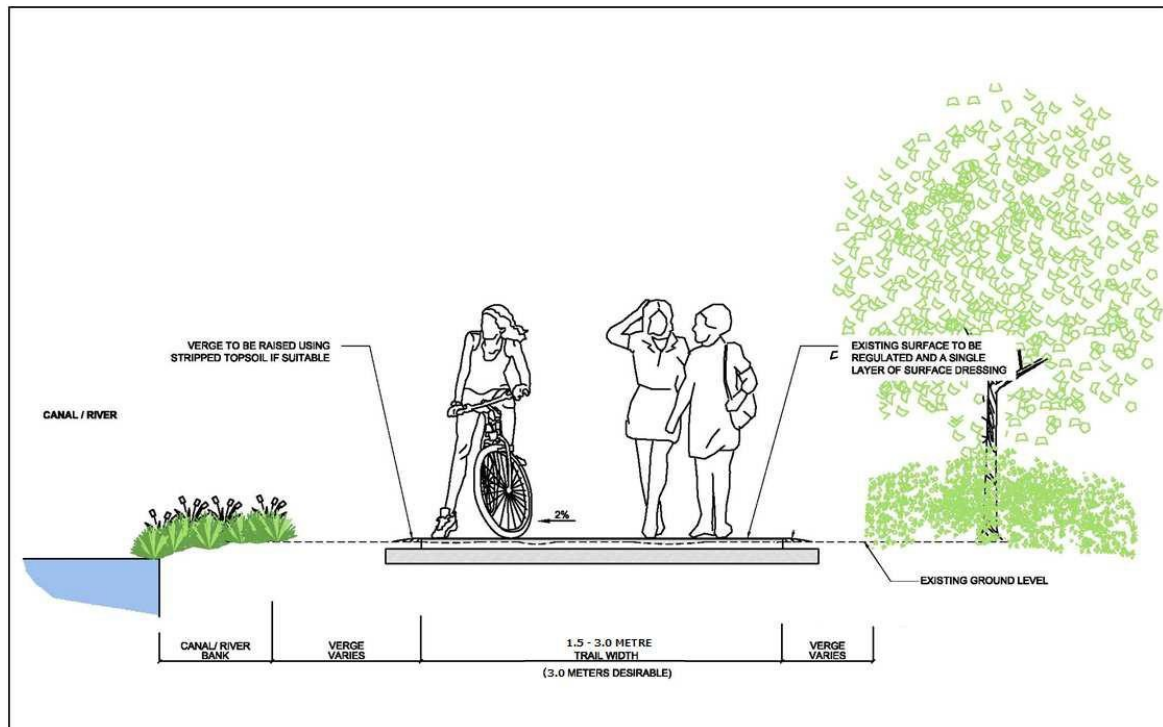 VERGE TO BE RAISED USING
STRIPPED TOPSOIL IF SUITABLE
EXISTING SURFACE TO BE
REGULATED AND A SINGLE
LAYER OF SURFACE DRESSING
CANAL / RIVER
2%
EXISTING GROUND LEVEL
CANAL/ RIVER
BANK
VERGE
VARIES
1.5 - 3.0 METRE
TRAIL WIDTH
(3.0 METERS DESIRABLE)
VERGE
VARIES